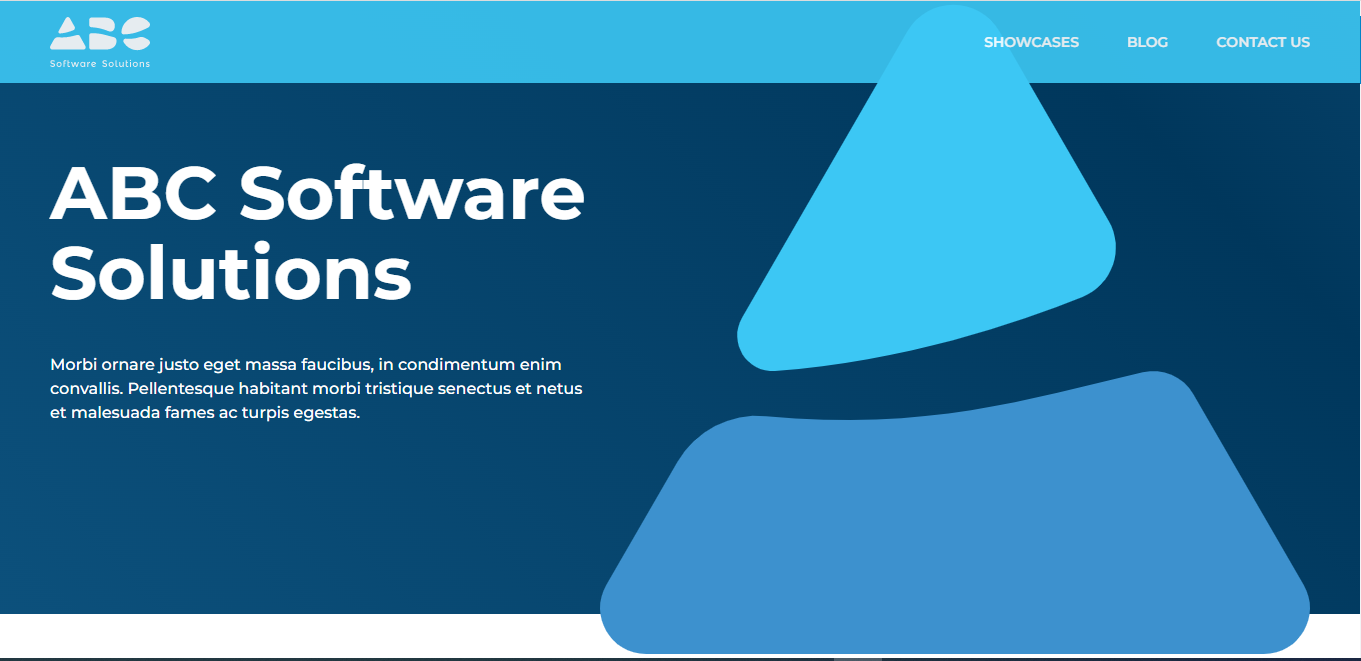 ABC
Software Solutions
SHOWCASES BLOG CONTACT US
ABC Software
Solutions
Morbi ornare justo eget massa faucibus, in condimentum enim
convallis. Pellentesque habitant morbi tristique senectus et netus
et malesuada fames ac turpis egestas.